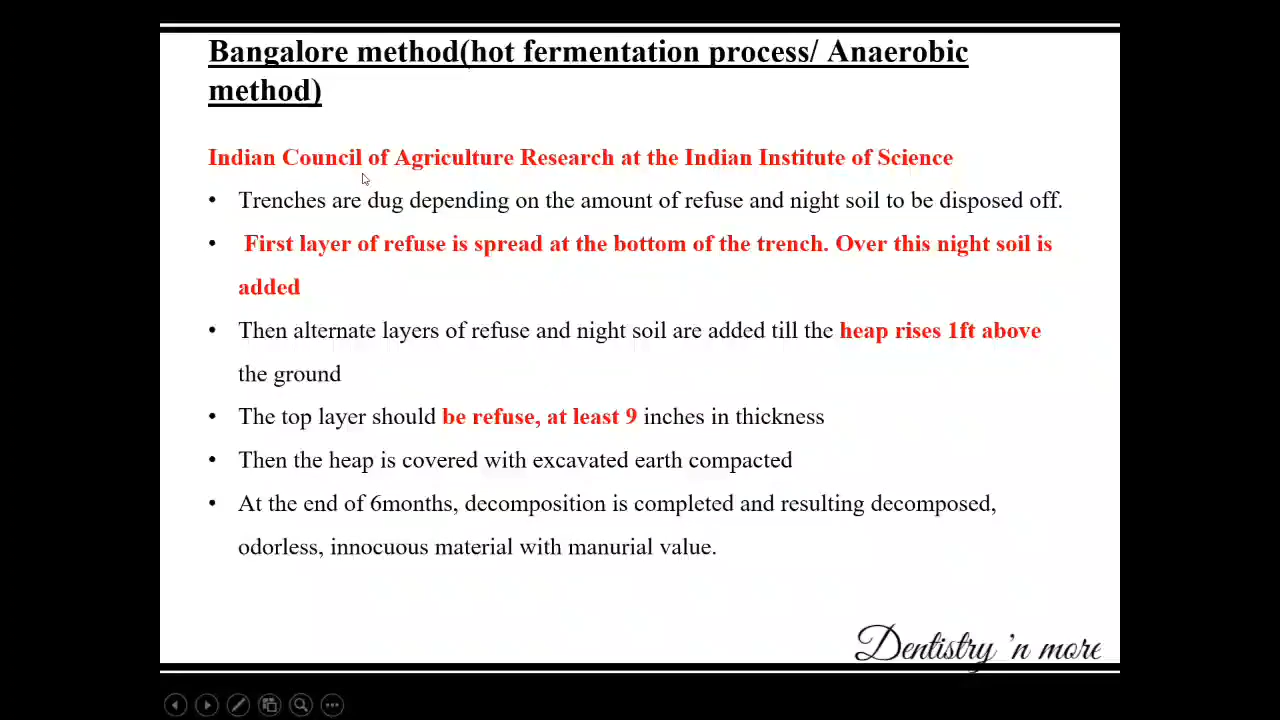 Bangalore method(hot fermentation process/ Anaerobic
method)
Indian Council of Agriculture Research at the Indian Institute of Science
• Trenches are dug depending on the amount of refuse and night soil to be disposed off.
• First layer of refuse is spread at the bottom of the trench. Over this night soil is
added
• Then alternate layers of refuse and night soil are added till the heap rises 1ft above
the ground
• The top layer should be refuse, at least 9 inches in thickness
• Then the heap is covered with excavated earth compacted
• At the end of 6months, decomposition is completed and resulting decomposed,
odorless, innocuous material with manurial value.
Dentistry 'n more